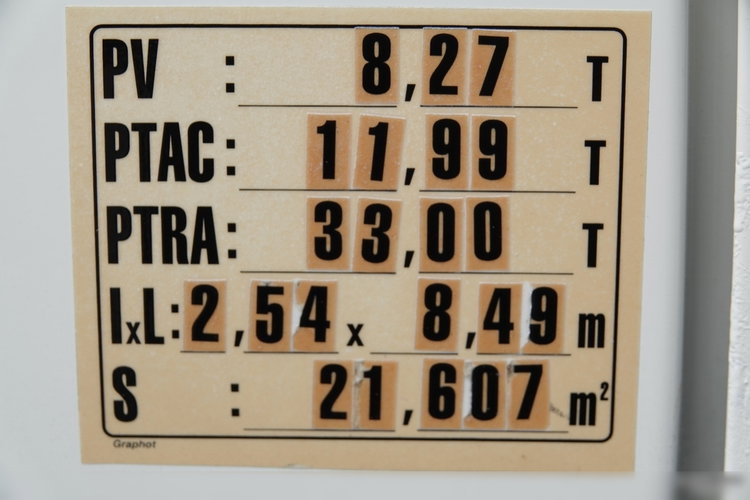 PV : 8,27 T
PTAC: 11,99 T
PTRA: 33,00 T
IxL: 2,54 x 8,49 m
S : 21,607 m²
Graphot